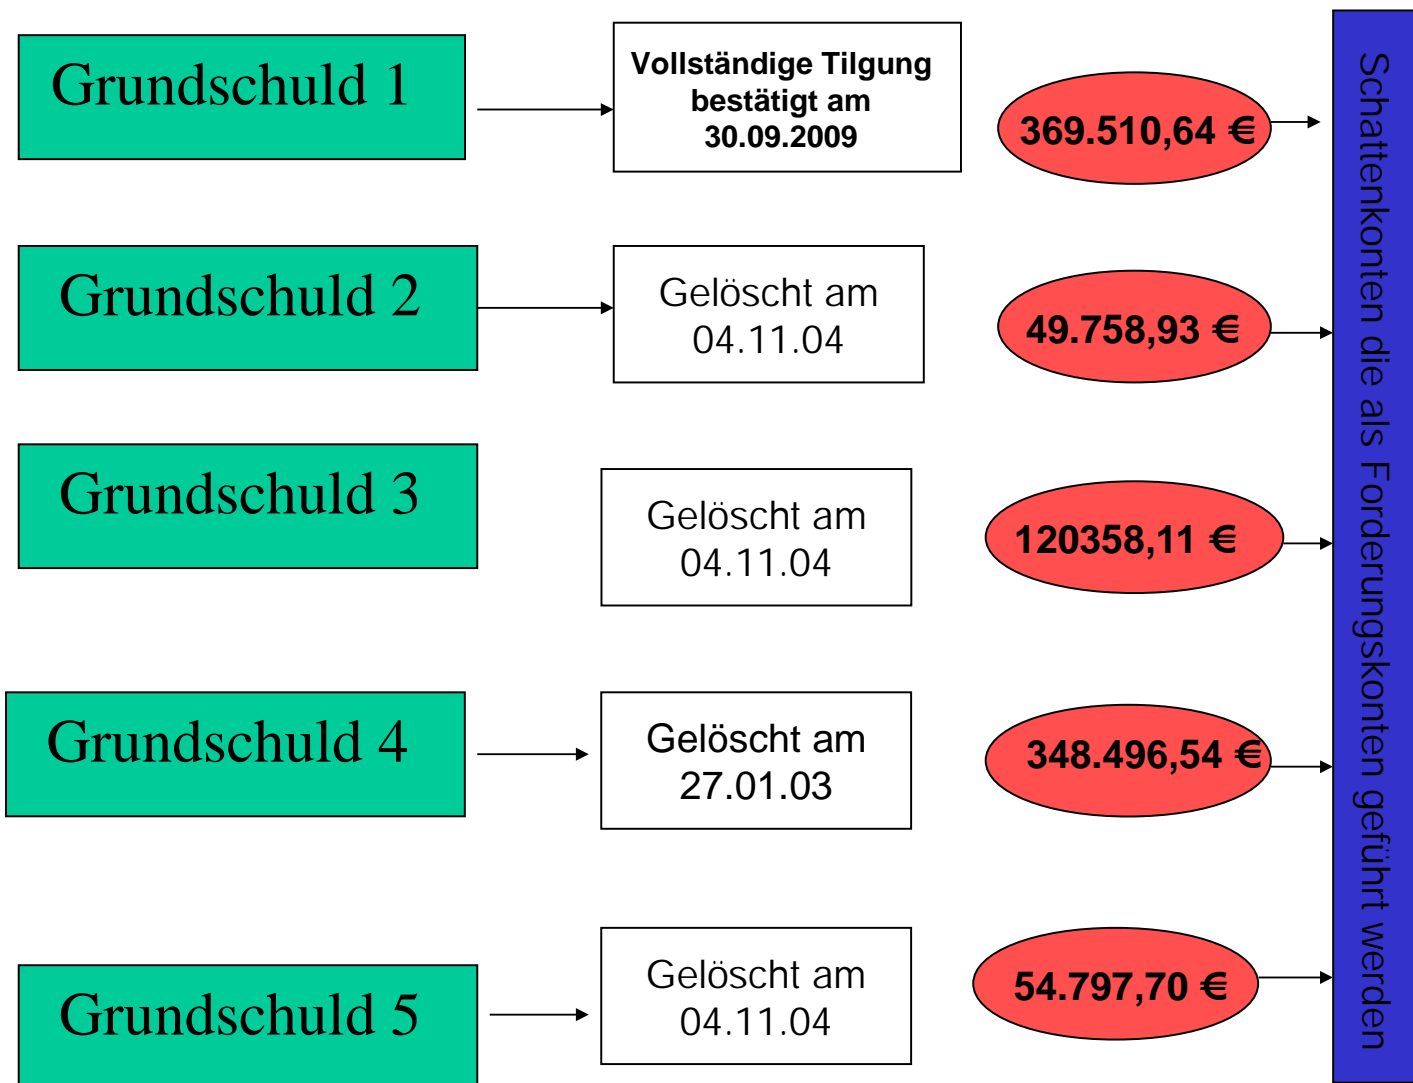 Grundschuld 1
Vollständige Tilgung
bestätigt am
30.09.2009
369.510,64 €
Grundschuld 2
Gelöscht am
04.11.04
49.758,93 €
Grundschuld 3
Gelöscht am
04.11.04
120358,11 €
Grundschuld 4
Gelöscht am
27.01.03
348.496,54 €
Grundschuld 5
Gelöscht am
04.11.04
54.797,70 €
Schattenkonten die als Forderungskonten geführt werden